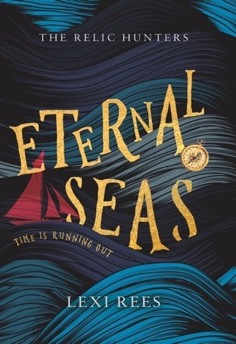 THE RELIC HUNTERS
ETERNAL
SEAS
TIME IS RUNNING OUT
LEXI REES